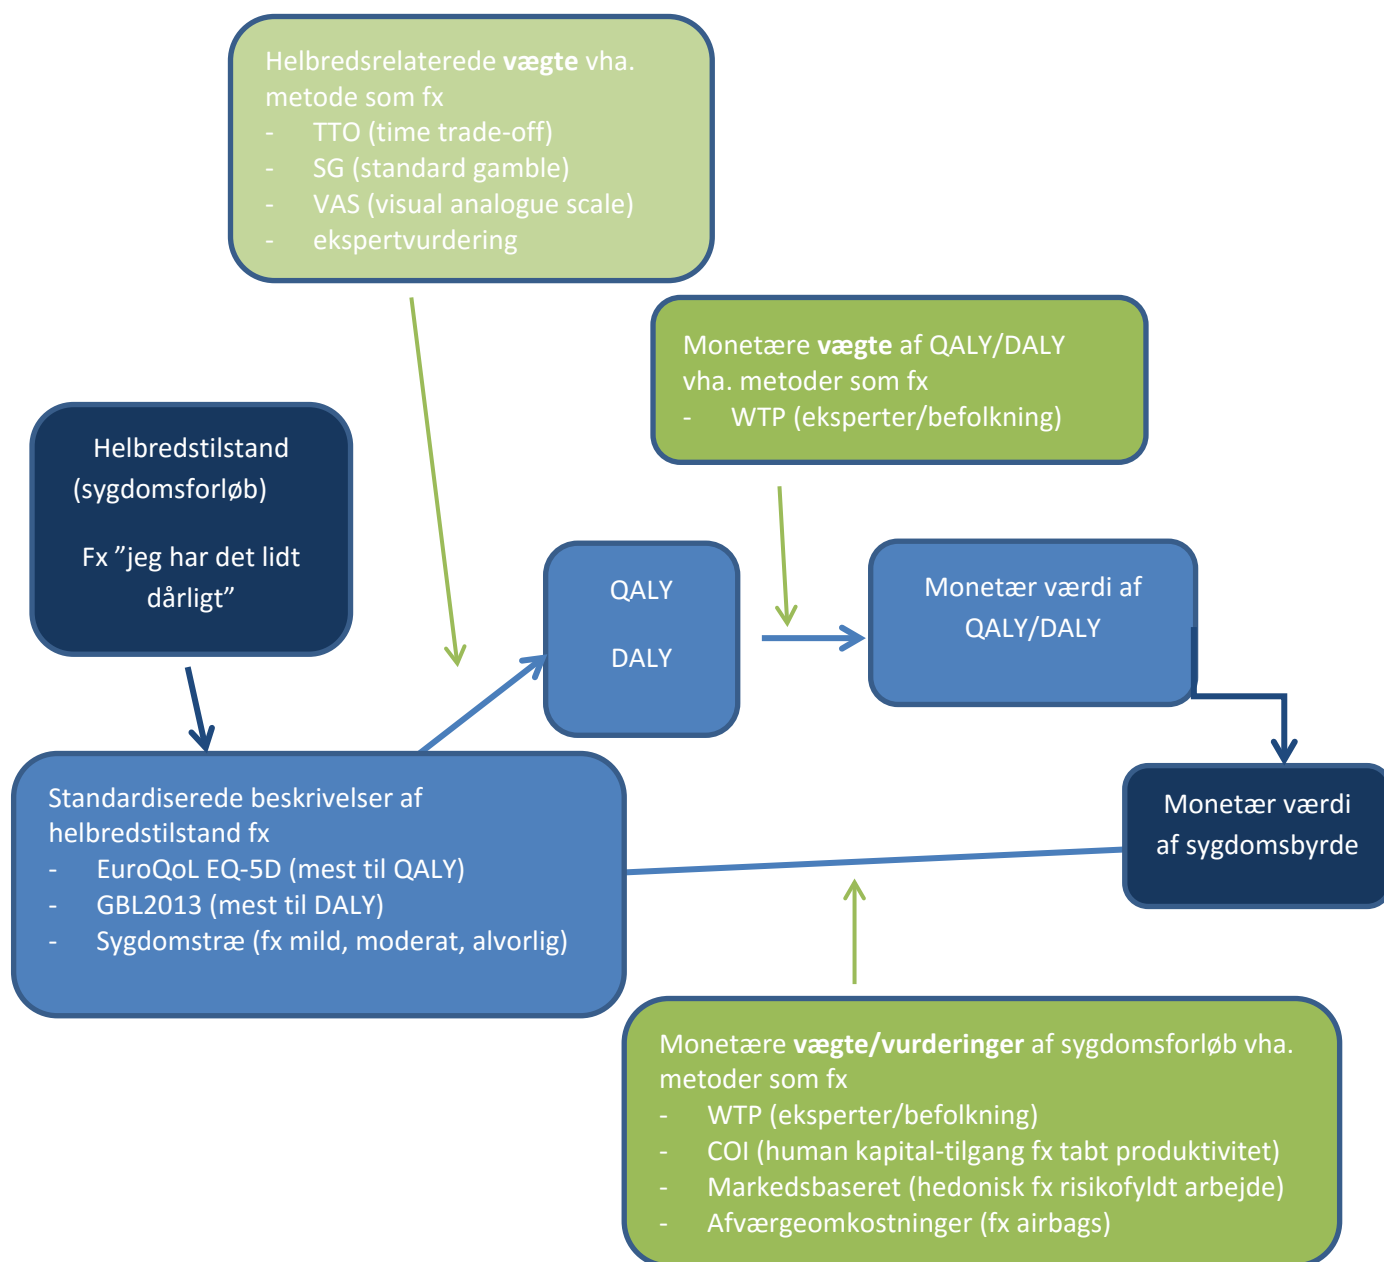 Helbredsrelaterede vægte vha.
metode som fx
- TTO (time trade-off)
- SG (standard gamble)
- VAS (visual analogue scale)
- ekspertvurdering
Monetære vægte af QALY/DALY
vha. metoder som fx
- WTP (eksperter/befolkning)
Helbredstilstand
(sygdomsforløb)
Fx ”jeg har det lidt
dårligt”
QALY
DALY
Monetær værdi af
QALY/DALY
Standardiserede beskrivelser af
helbredstilstand fx
- EuroQoL EQ-5D (mest til QALY)
- GBL2013 (mest til DALY)
- Sygdomstræ (fx mild, moderat, alvorlig)
Monetær værdi
af sygdomsbyrde
Monetære vægte/vurderinger af sygdomsforløb vha.
metoder som fx
- WTP (eksperter/befolkning)
- COI (human kapital-tilgang fx tabt produktivitet)
- Markedsbaseret (hedonisk fx risikofyldt arbejde)
- Afværgeomkostninger (fx airbags)